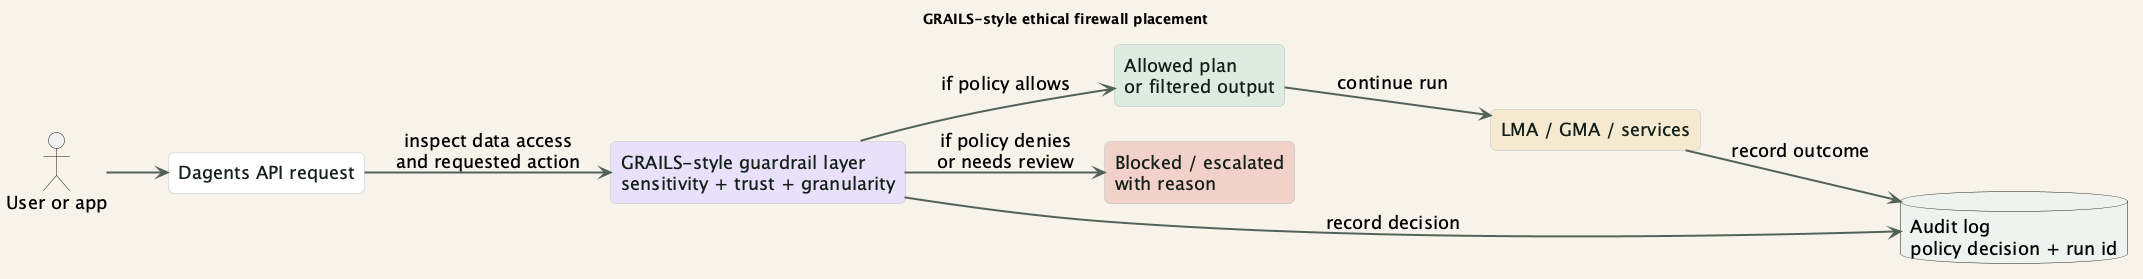 GRAILS-style ethical firewall placement
User or app
Dagents API request
inspect data access
and requested action
GRAILS-style guardrail layer
sensitivity + trust + granularity
if policy allows
Allowed plan
or filtered output
if policy denies
or needs review
Blocked / escalated
with reason
continue run
LMA / GMA / services
record outcome
record decision
Audit log
policy decision + run id